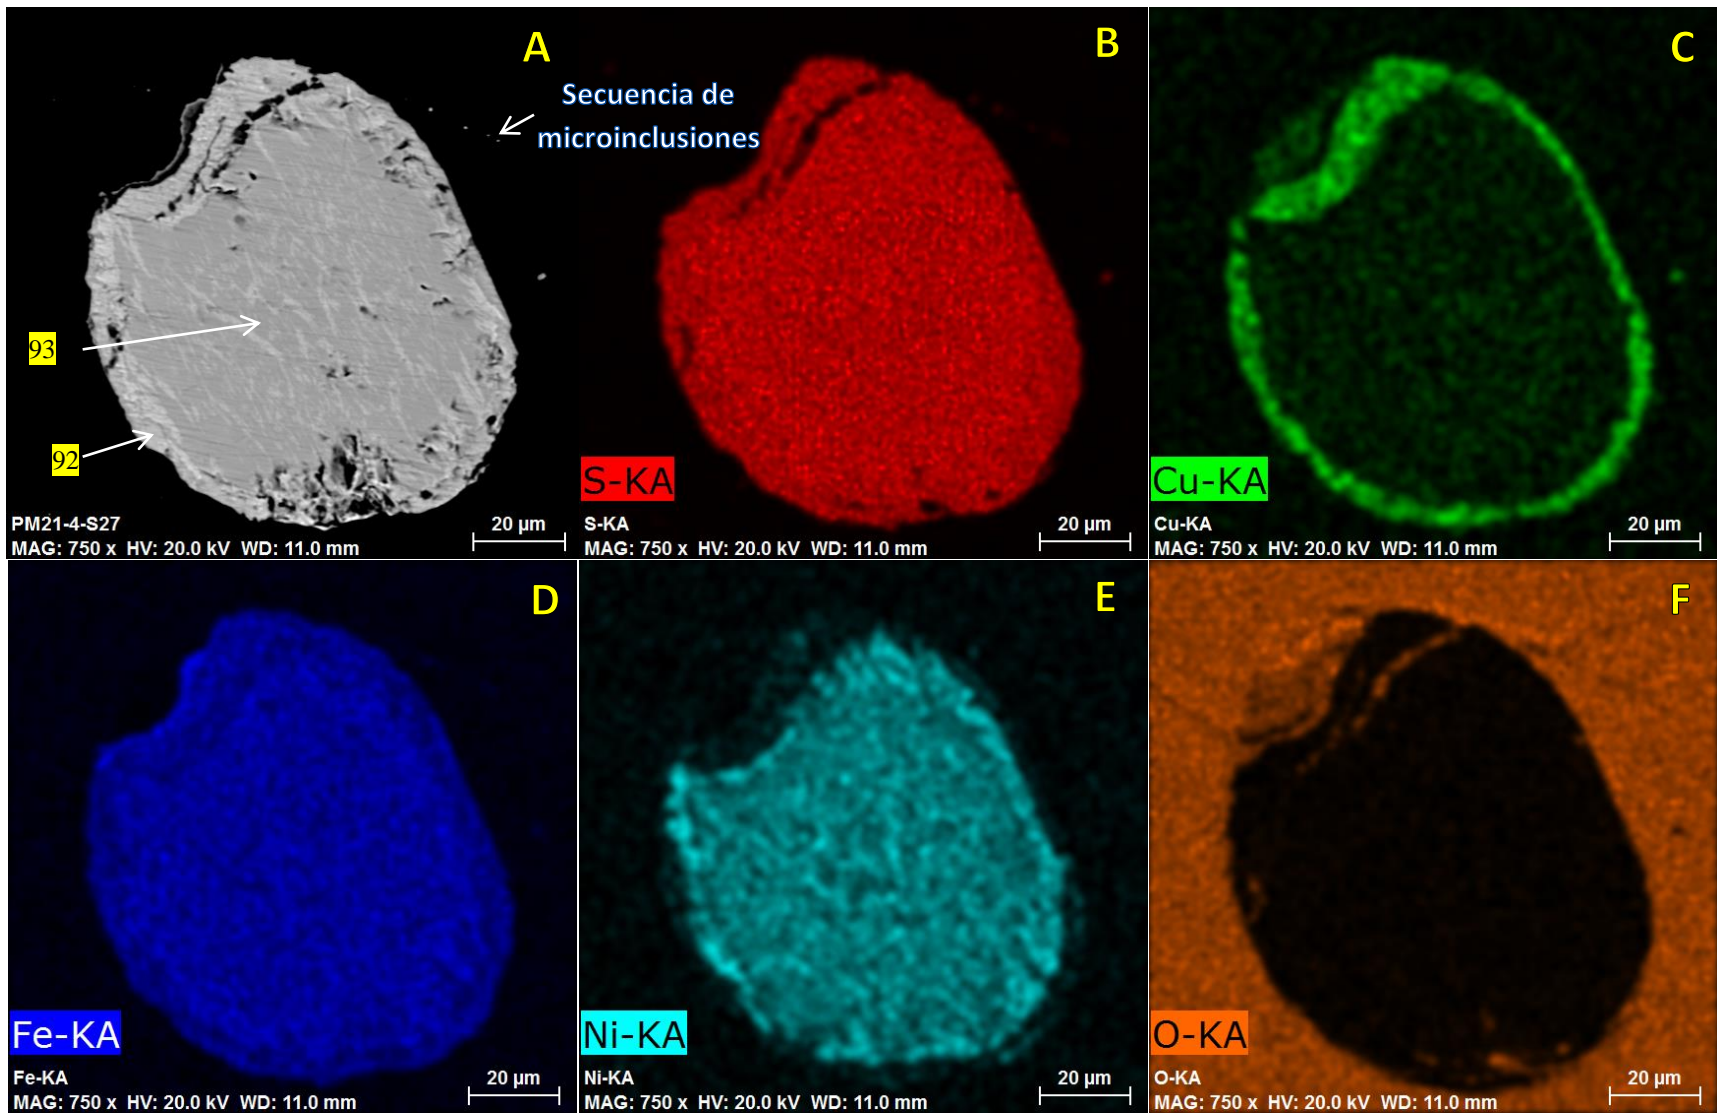 A
Secuencia de
microinclusiones
93
92
PM21-4-S27
20 µm
MAG: 750 x HV: 20.0 kV WD: 11.0 mm
B
S-KA
S-KA
20 µm
MAG: 750 x HV: 20.0 kV WD: 11.0 mm
C
Cu-KA
Cu-KA
20 µm
MAG: 750 x HV: 20.0 kV WD: 11.0 mm
D
Fe-KA
Fe-KA
20 µm
MAG: 750 x HV: 20.0 kV WD: 11.0 mm
E
Ni-KA
Ni-KA
20 µm
MAG: 750 x HV: 20.0 kV WD: 11.0 mm
F
O-KA
O-KA
20 µm
MAG: 750 x HV: 20.0 kV WD: 11.0 mm